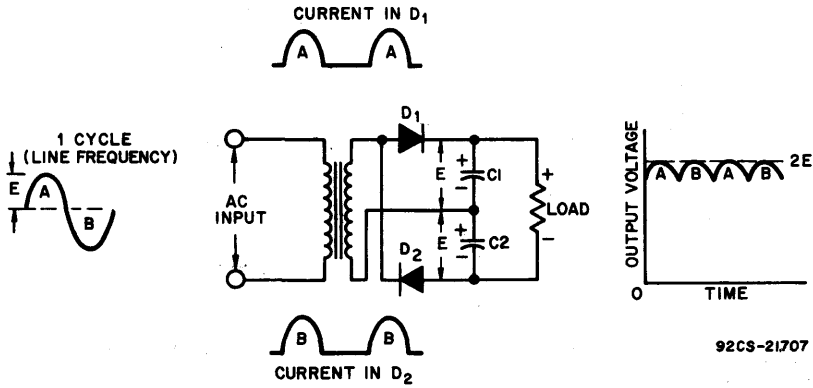 CURRENT IN D1
A A
1 CYCLE
(LINE FREQUENCY)
E
A
B
AC
INPUT
D1
E
+
−
C1
E
+
−
C2
D2
+
LOAD
−
OUTPUT VOLTAGE
A B A B
2E
O
TIME
B B
CURRENT IN D2
92CS-21707